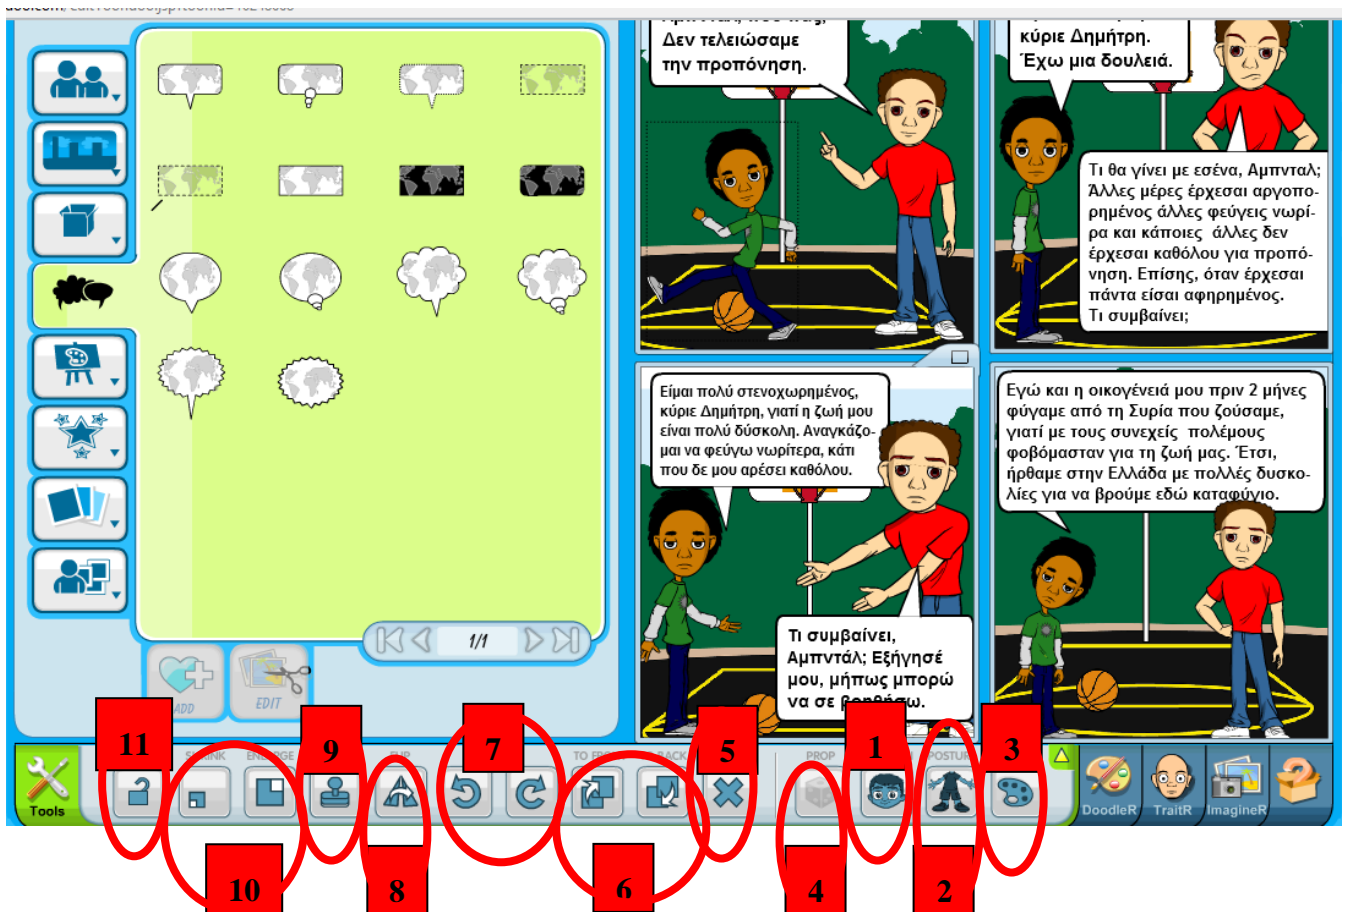 Δεν τελειώσαμε
την προπόνηση.
κύριε Δημήτρη.
Έχω μια δουλειά.
Τι θα γίνει με εσένα, Αμπνταλ;
Άλλες μέρες έρχεσαι αργοπο-
ρημένος άλλες φεύγεις νωρί-
ρα και κάποιες άλλες δεν
έρχεσαι καθόλου για προπό-
νηση. Επίσης, όταν έρχεσαι
πάντα είσαι αφηρημένος.
Τι συμβαίνει;
Είμαι πολύ στενοχωρημένος,
κύριε Δημήτρη, γιατί η ζωή μου
είναι πολύ δύσκολη. Αναγκάζο-
μαι να φεύγω νωρίτερα, κάτι
που δε μου αρέσει καθόλου.
Τι συμβαίνει,
Αμπντάλ; Εξήγησέ
μου, μήπως μπορώ
να σε βοηθήσω.
Εγώ και η οικογένειά μου πριν 2 μήνες
φύγαμε από τη Συρία που ζούσαμε,
γιατί με τους συνεχείς πολέμους
φοβόμασταν για τη ζωή μας. Έτσι,
ήρθαμε στην Ελλάδα με πολλές δυσκο-
λίες για να βρούμε εδώ καταφύγιο.
1/1
ADD
EDIT
11
9
7
5
1
3
PROP
Tools
DoodleR
TraitR
ImagineR
10
8
6
4
2